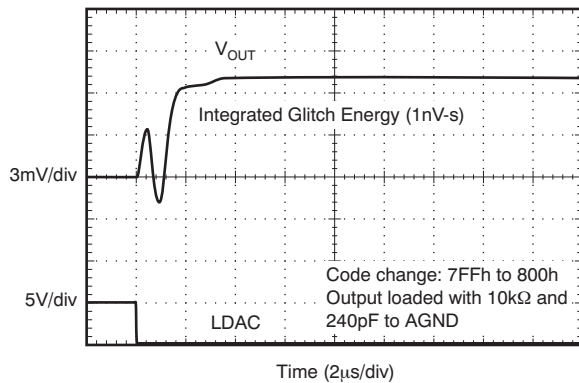 V_OUT
Integrated Glitch Energy (1nV-s)
3mV/div
Code change: 7FFh to 800h
Output loaded with 10kΩ and
240pF to AGND
5V/div
LDAC
Time (2µs/div)